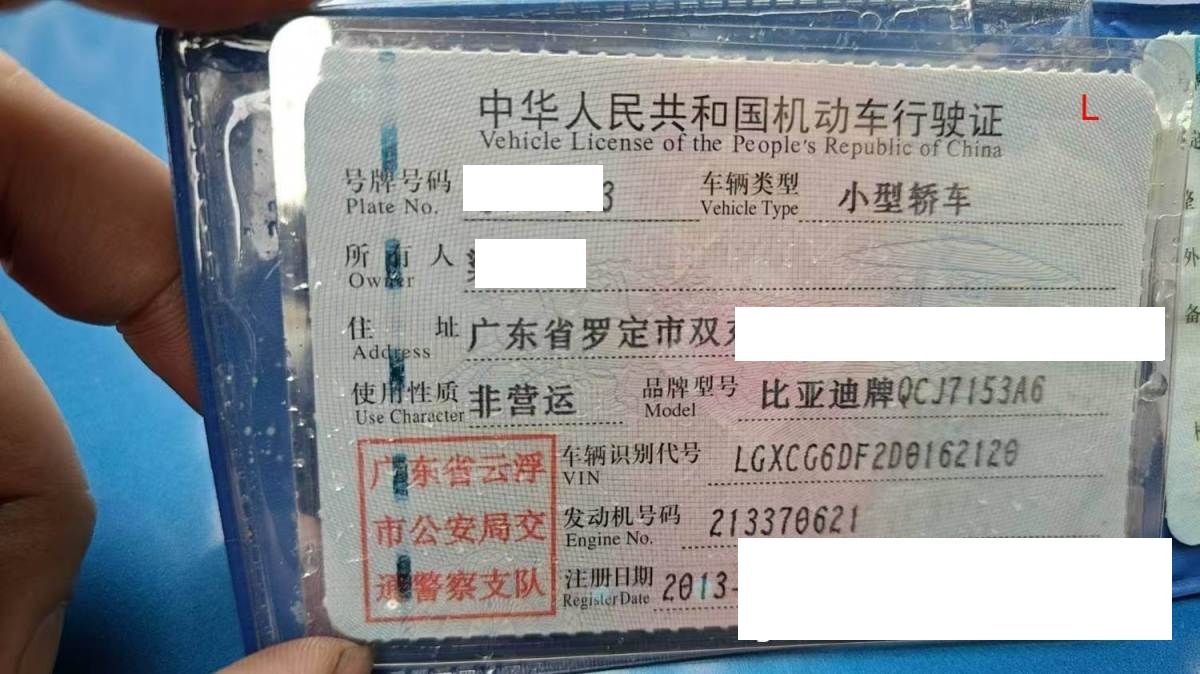 中华人民共和国机动车行驶证 L
Vehicle License of the People's Republic of China
号牌号码 3 车辆类型 小型轿车
Plate No. Vehicle Type
所有人
Owner
住址 广东省罗定市双
Address
使用性质 非营运 品牌型号 比亚迪牌QCJ7153A6
Use Character Model
广东省云浮 车辆识别代号 LGXCG6DF2D0162120
VIN
市公安局交 发动机号码 213370621
Engine No.
通警察支队 注册日期 2013-
Register Date
外
备